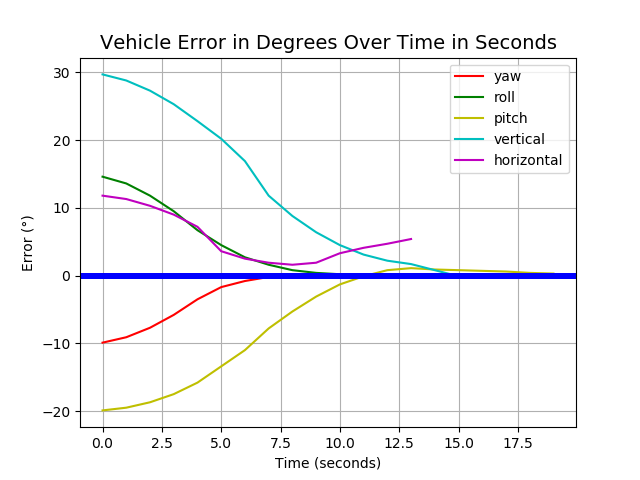 Vehicle Error in Degrees Over Time in Seconds
30
20
10
0
−10
−20
Error (°)
yaw
roll
pitch
vertical
horizontal
0.0 2.5 5.0 7.5 10.0 12.5 15.0 17.5
Time (seconds)